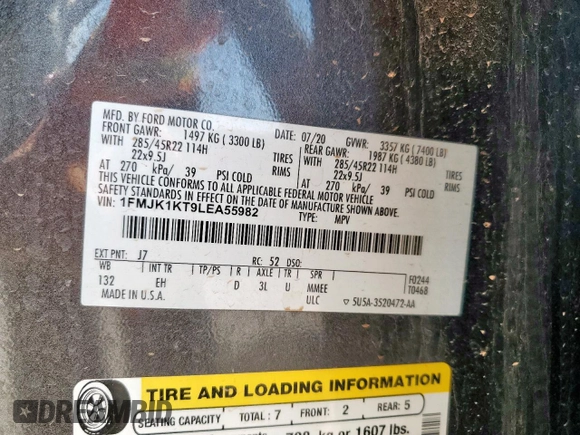 MFD. BY FORD MOTOR CO.
DATE: 07/20 GVWR: 3357 KG (7400 LB)
FRONT GAWR: 1497 KG (3300 LB) REAR GAWR: 1987 KG (4380 LB)
WITH 285/45R22 114H TIRES WITH 285/45R22 114H TIRES
22x9.5J RIMS 22x9.5J RIMS
AT 270 kPa/ 39 PSI COLD AT 270 kPa/ 39 PSI COLD
THIS VEHICLE CONFORMS TO ALL APPLICABLE FEDERAL MOTOR VEHICLE
SAFETY STANDARDS IN EFFECT ON THE DATE OF MANUFACTURE SHOWN ABOVE.
VIN: 1FMJK1KT9LEA55982 TYPE: MPV
EXT PNT: J7 RC: 52 DSO:
WB INT TR TP/PS R AXLE TR SPR
132 EH D 3L U MMEE
F0244
T0468
MADE IN U.S.A. ULC 5U5A-3520472-AA
TIRE AND LOADING INFORMATION
SEATING CAPACITY TOTAL: 7 FRONT: 2 REAR: 5
kg or 1607 lbs.
DREAMBID